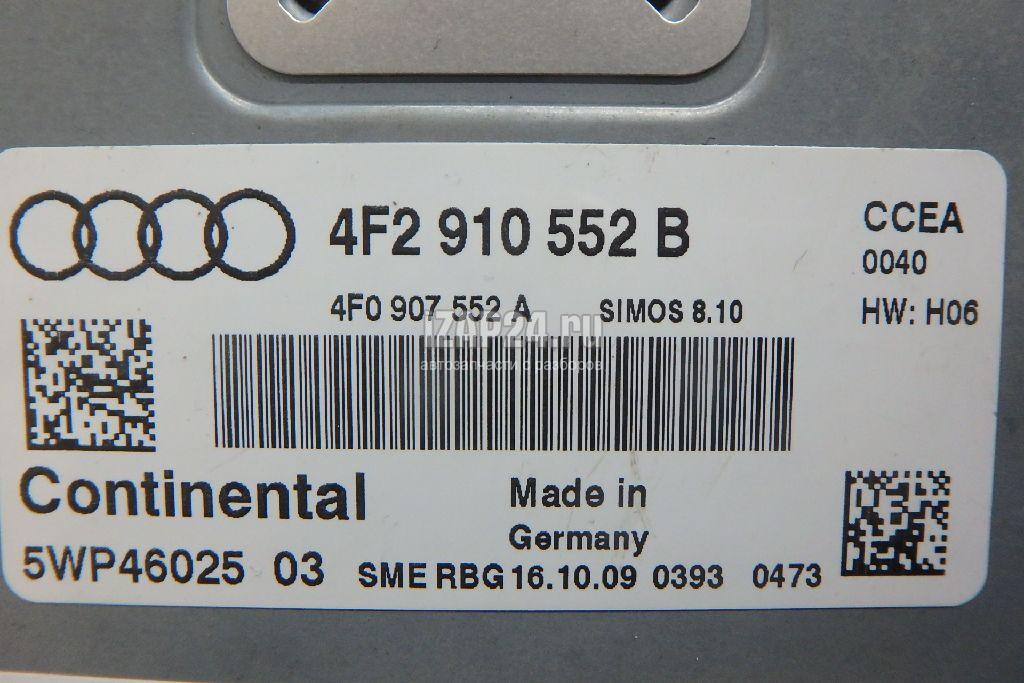 4F2 910 552 B
CCEA
0040
4F0 907 552 A SIMOS 8.10
HW: H06
IZAP24.ru
автозапчасти с разборов
Continental
Made in
Germany
5WP46025 03 SME RBG 16.10.09 0393 0473